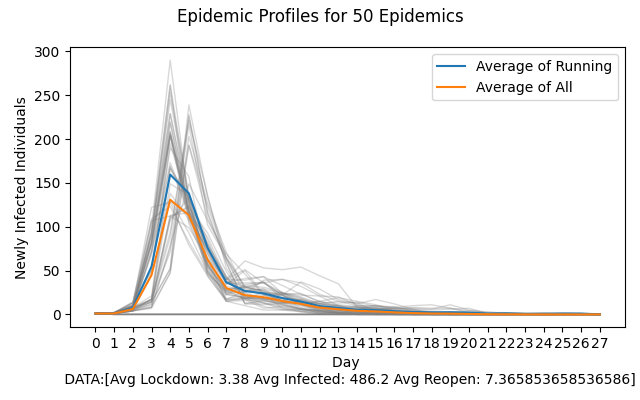 Epidemic Profiles for 50 Epidemics
Newly Infected Individuals
300
250
200
150
100
50
0
Average of Running
Average of All
0 1 2 3 4 5 6 7 8 9 10 11 12 13 14 15 16 17 18 19 20 21 22 23 24 25 26 27
Day
DATA:[Avg Lockdown: 3.38 Avg Infected: 486.2 Avg Reopen: 7.365853658536586]